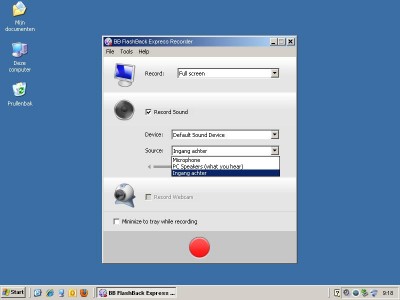 Mijn documenten
Deze computer
Prullenbak
BB FlashBack Express Recorder
File Tools Help
Record: Full screen
Record Sound
Device: Default Sound Device
Source: Ingang achter
Microphone
PC Speakers (what you hear)
Ingang achter
Record Webcam
Minimize to tray while recording
Start
BB FlashBack Express ...
9:18